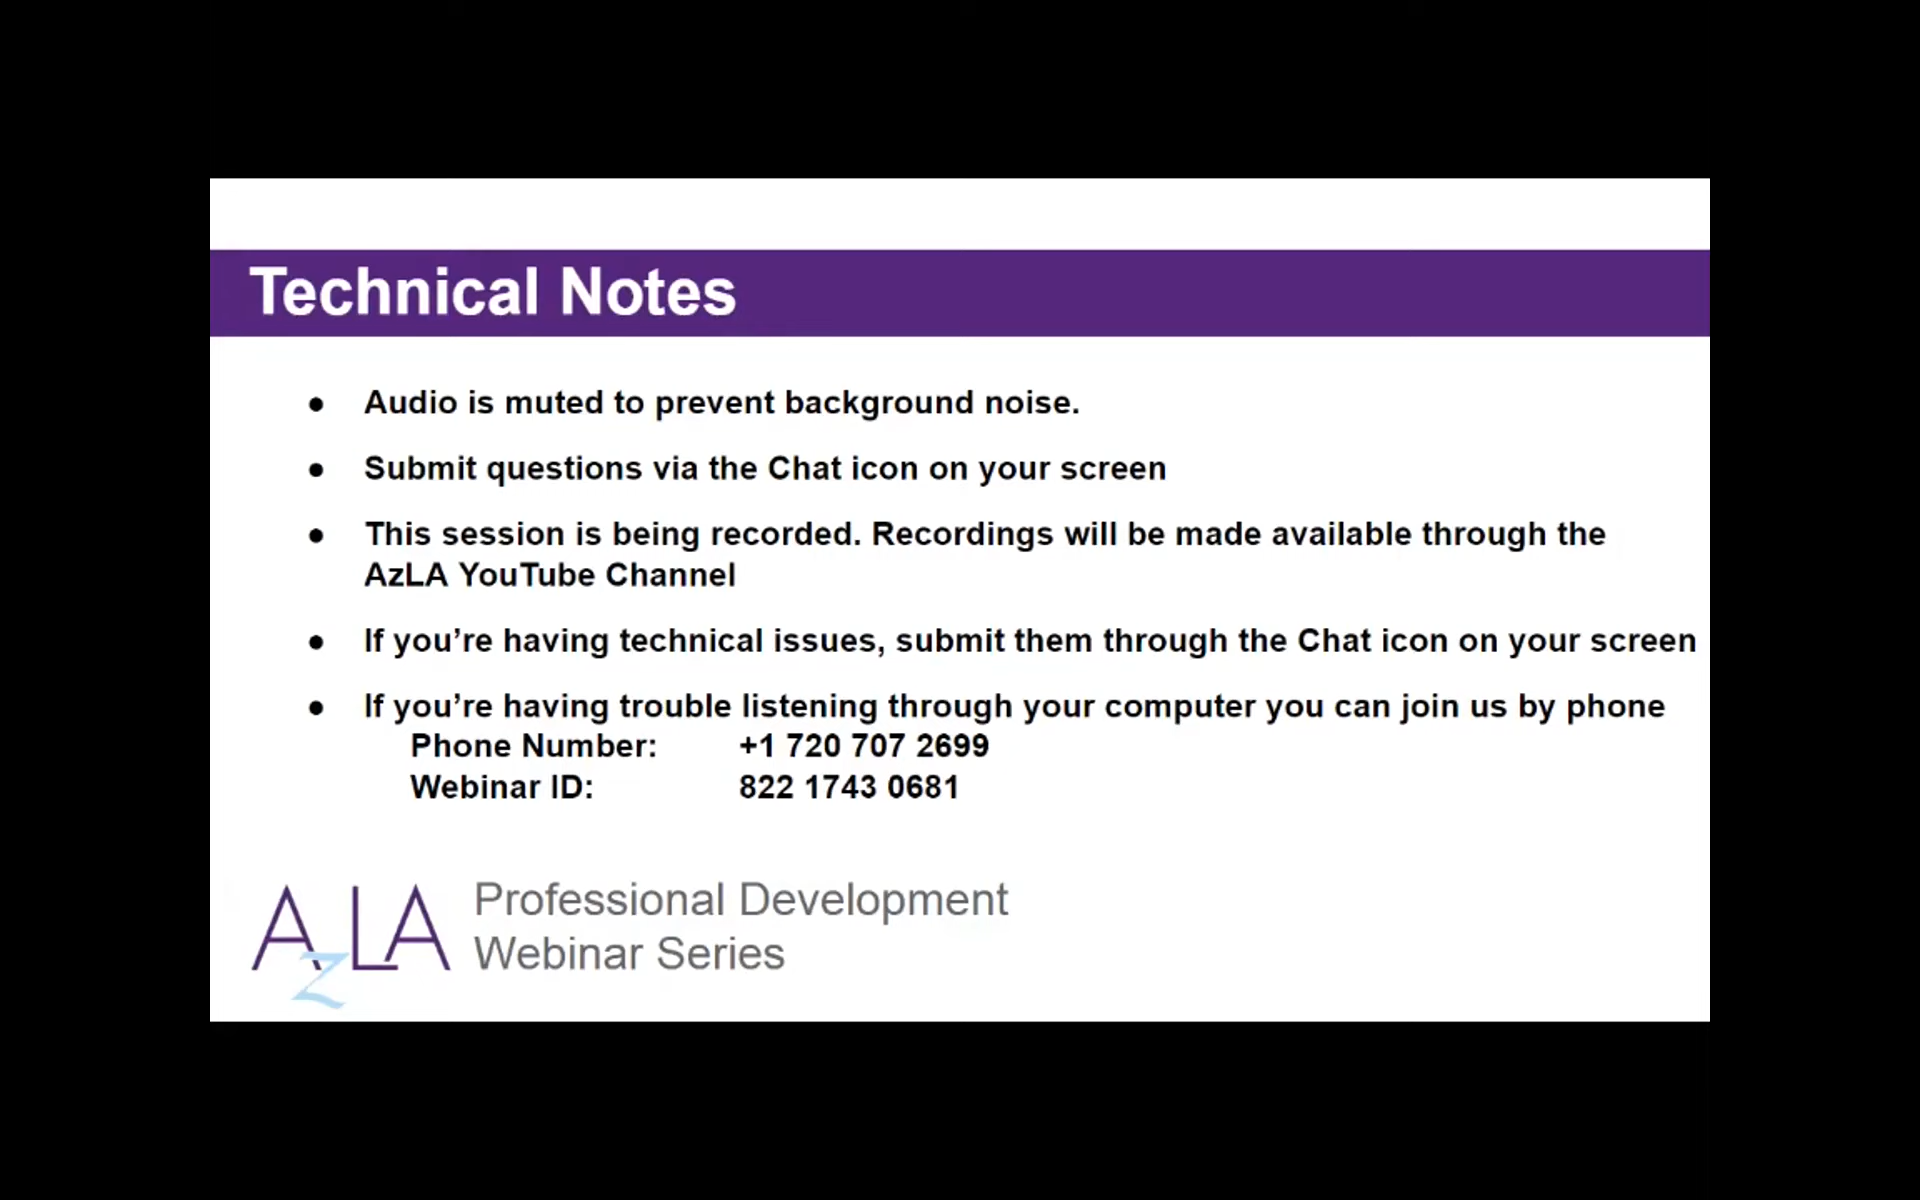 Technical Notes
● Audio is muted to prevent background noise.
● Submit questions via the Chat icon on your screen
● This session is being recorded. Recordings will be made available through the
AzLA YouTube Channel
● If you’re having technical issues, submit them through the Chat icon on your screen
● If you’re having trouble listening through your computer you can join us by phone
Phone Number: +1 720 707 2699
Webinar ID: 822 1743 0681
AzLA Professional Development
Webinar Series